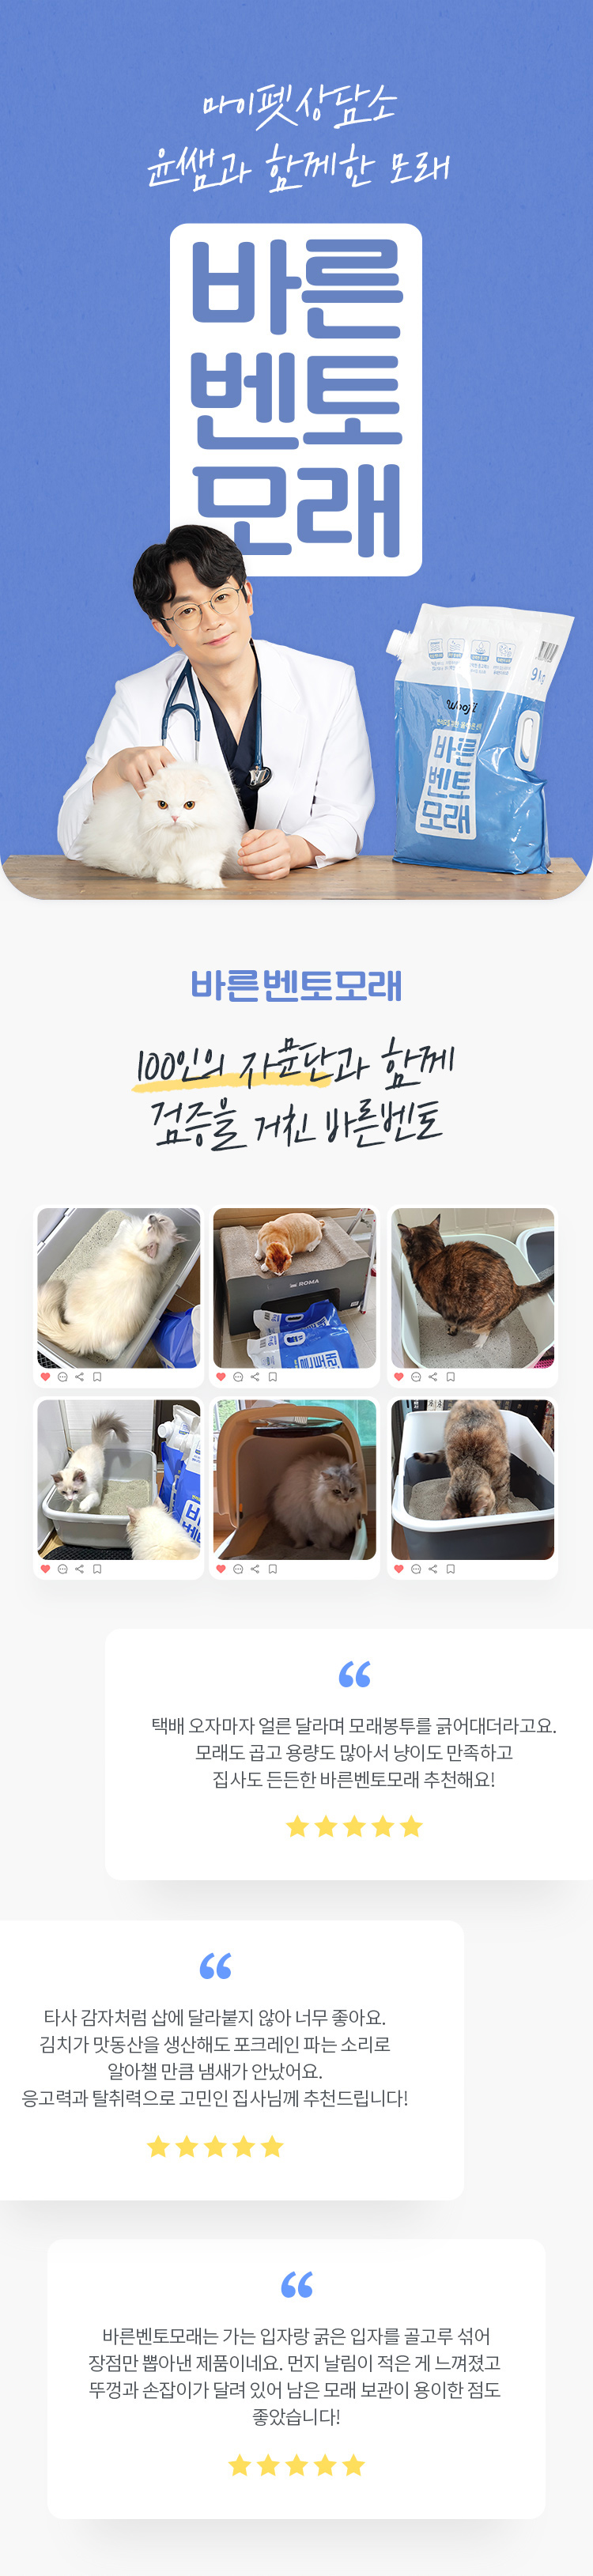 마이펫상담소
윤쌤과 함께한 모래
바른
벤토
모래
9kg
Wooji
바른
벤토
모래
바른벤토모래
100인의 자문단과 함께
검증을 거친 바른벤토
ROMA
택배 오자마자 얼른 달라며 모래봉투를 긁어대더라고요.
모래도 곱고 용량도 많아서 냥이도 만족하고
집사도 든든한 바른벤토모래 추천해요!
타사 감자처럼 삽에 달라붙지 않아 너무 좋아요.
김치가 맛동산을 생산해도 포크레인 파는 소리로
알아챌 만큼 냄새가 안났어요.
응고력과 탈취력으로 고민인 집사님께 추천드립니다!
바른벤토모래는 가는 입자랑 굵은 입자를 골고루 섞어
장점만 뽑아낸 제품이네요. 먼지 날림이 적은 게 느껴졌고
뚜껑과 손잡이가 달려 있어 남은 모래 보관이 용이한 점도
좋았습니다!